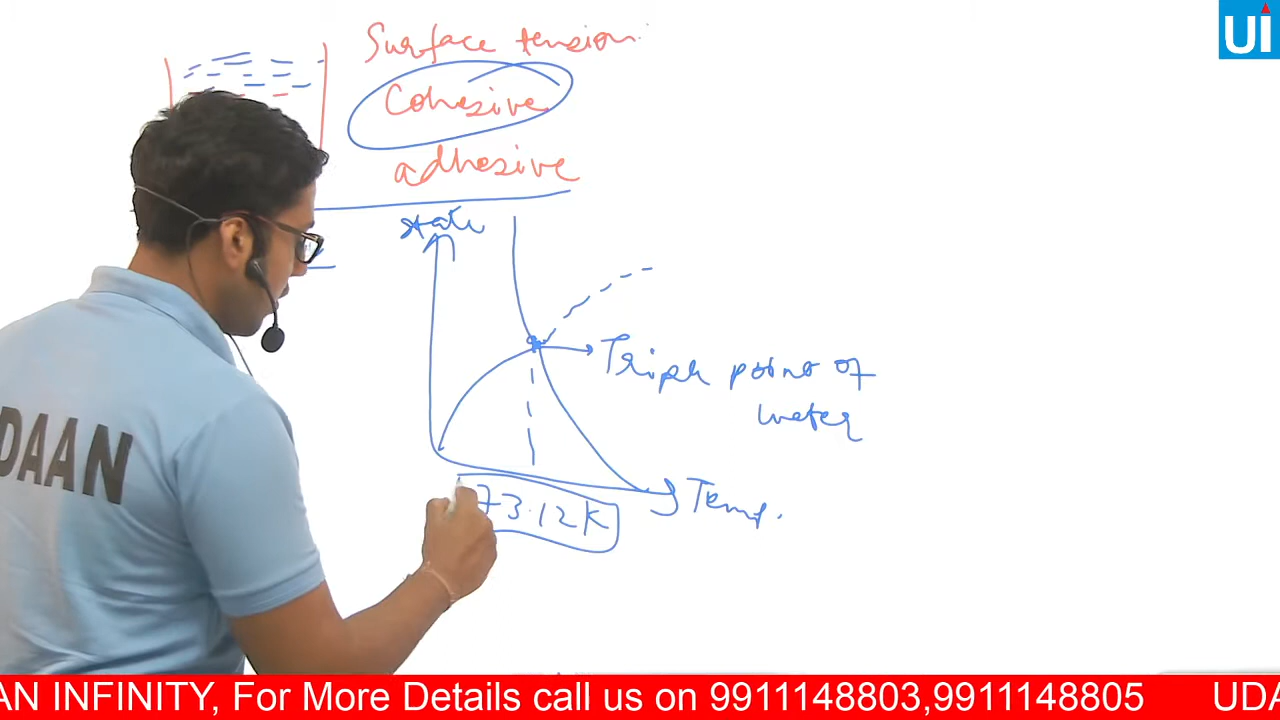 UI
Surface tension
Cohesive
adhesive
state
Triple point of
water
73.12K
Temp.
DAAN
AN INFINITY, For More Details call us on 9911148803,9911148805 UDA